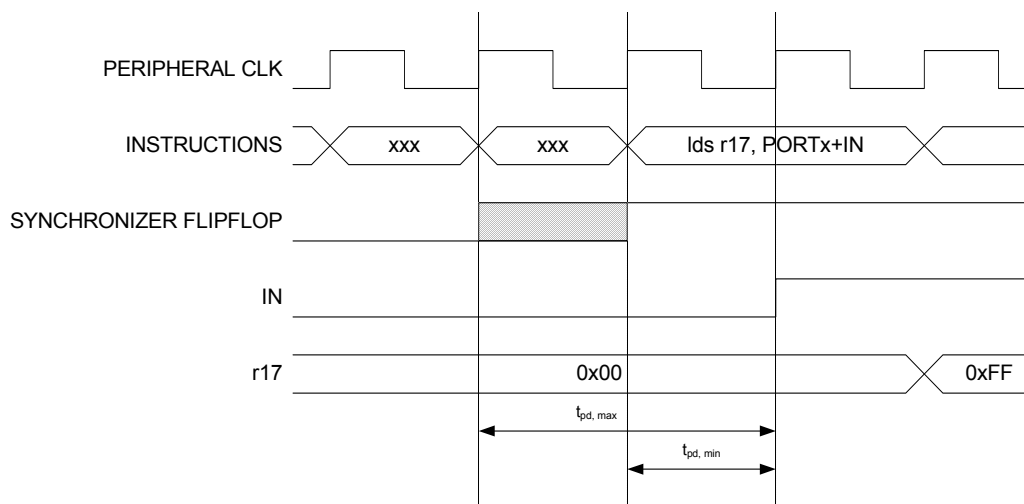 PERIPHERAL CLK
INSTRUCTIONS xxx xxx lds r17, PORTx+IN
SYNCHRONIZER FLIPFLOP
IN
r17 0x00 0xFF
tpd, max
tpd, min